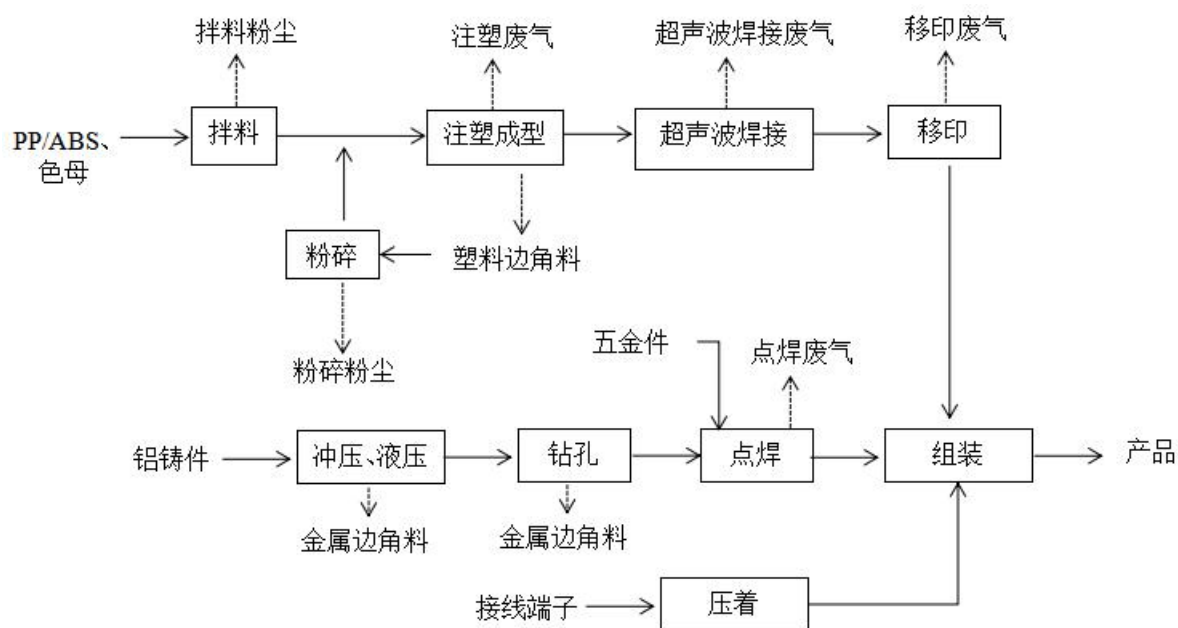 拌料粉尘
注塑废气
超声波焊接废气
移印废气
PP/ABS、
色母
拌料
注塑成型
超声波焊接
移印
粉碎
塑料边角料
粉碎粉尘
五金件
点焊废气
铝铸件
冲压、液压
钻孔
点焊
组装
产品
金属边角料
金属边角料
接线端子
压着